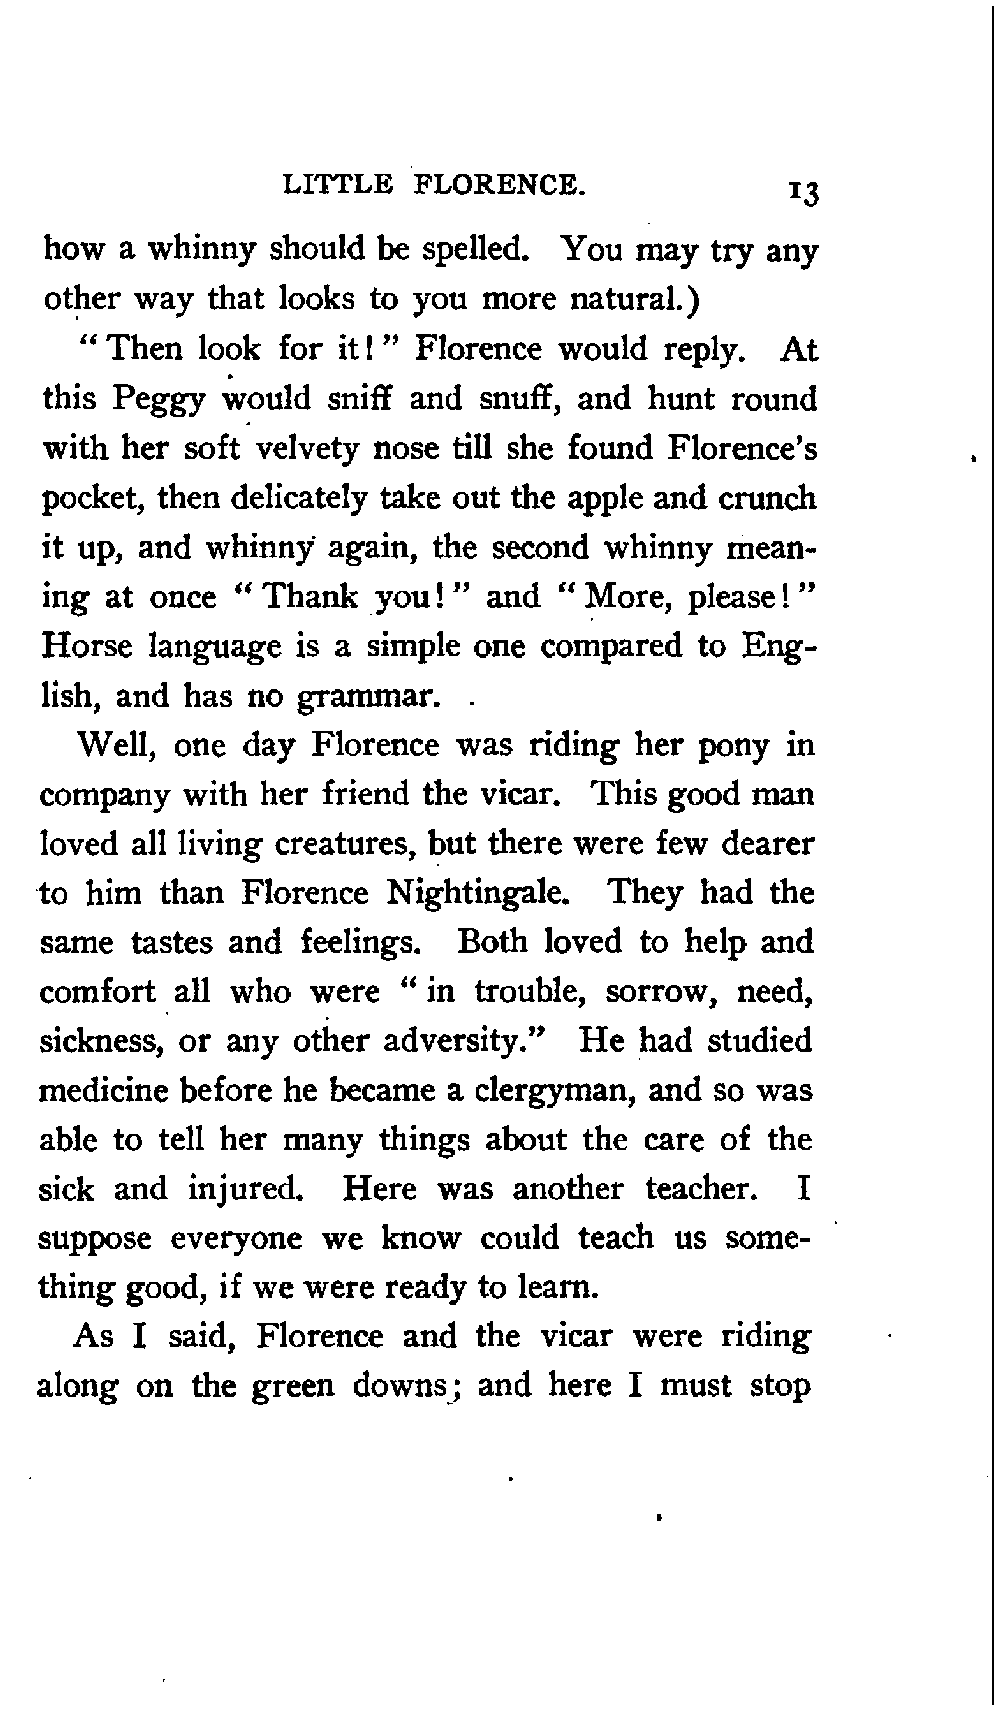 LITTLE FLORENCE. 13
how a whinny should be spelled. You may try any
other way that looks to you more natural.)
"Then look for it!" Florence would reply. At
this Peggy would sniff and snuff, and hunt round
with her soft velvety nose till she found Florence's
pocket, then delicately take out the apple and crunch
it up, and whinny again, the second whinny mean-
ing at once "Thank you!" and "More, please!"
Horse language is a simple one compared to Eng-
lish, and has no grammar.
Well, one day Florence was riding her pony in
company with her friend the vicar. This good man
loved all living creatures, but there were few dearer
to him than Florence Nightingale. They had the
same tastes and feelings. Both loved to help and
comfort all who were "in trouble, sorrow, need,
sickness, or any other adversity." He had studied
medicine before he became a clergyman, and so was
able to tell her many things about the care of the
sick and injured. Here was another teacher. I
suppose everyone we know could teach us some-
thing good, if we were ready to learn.
As I said, Florence and the vicar were riding
along on the green downs; and here I must stop